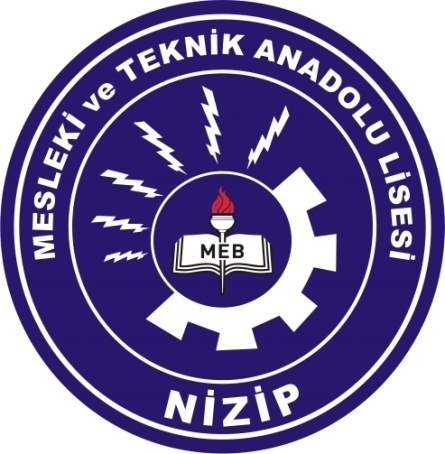 MESLEKİ ve TEKNİK ANADOLU LİSESİ
MEB
NİZİP